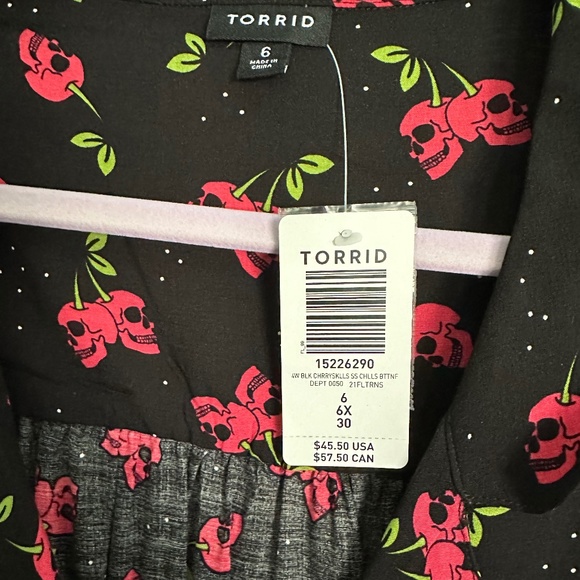 TORRID
6
MADE IN
CHINA
TORRID
15226290
4W BLK CHRRYSKLLS SS CHLLS BTTNF
DEPT 0050 21FLTRNS
6
6X
30
$45.50 USA
$57.50 CAN